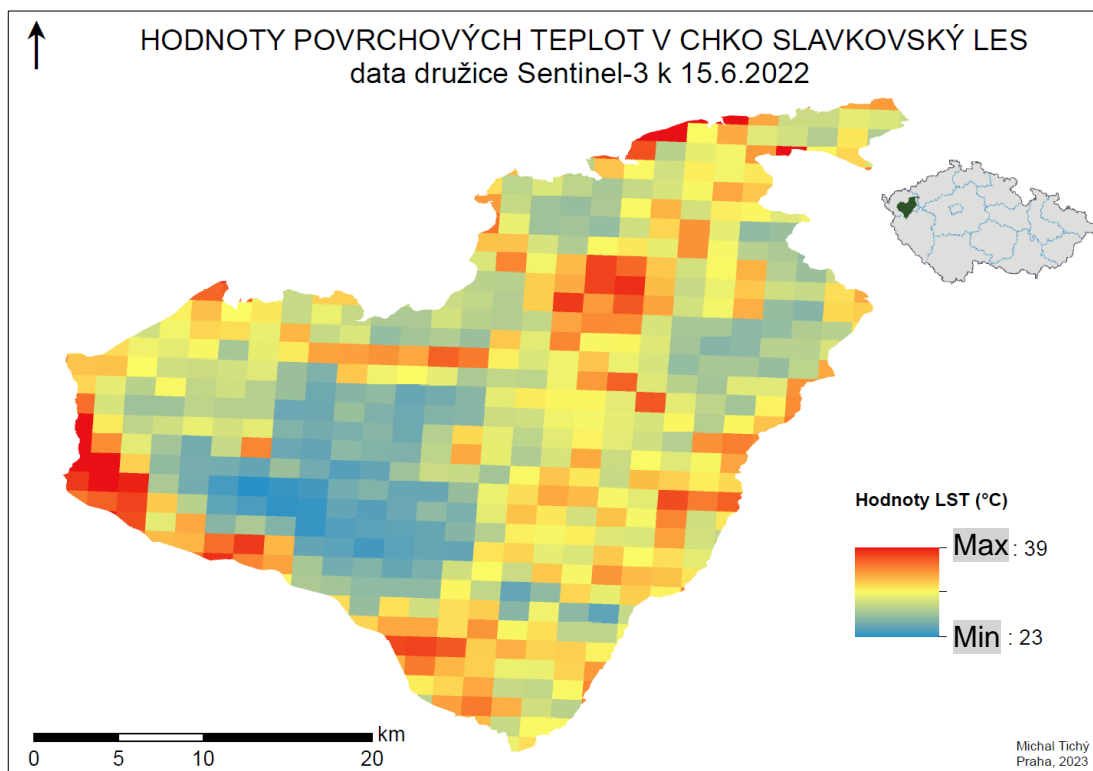 HODNOTY POVRCHOVÝCH TEPLOT V CHKO SLAVKOVSKÝ LES
data družice Sentinel-3 k 15.6.2022
Hodnoty LST (°C)
Max : 39
Min : 23
km
0 5 10 20
Michal Tichý
Praha, 2023